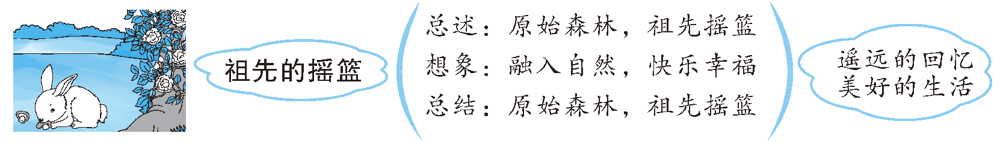 祖先的摇篮
总述：原始森林，祖先摇篮
想象：融入自然，快乐幸福
总结：原始森林，祖先摇篮
遥远的回忆
美好的生活